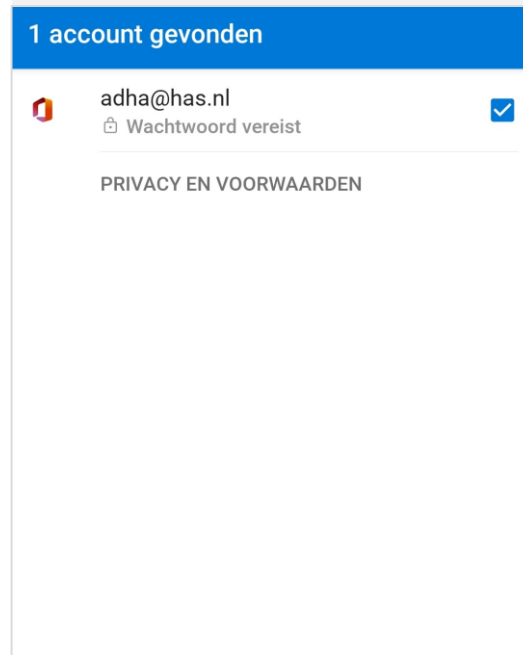 1 account gevonden
adha@has.nl
Wachtwoord vereist
PRIVACY EN VOORWAARDEN